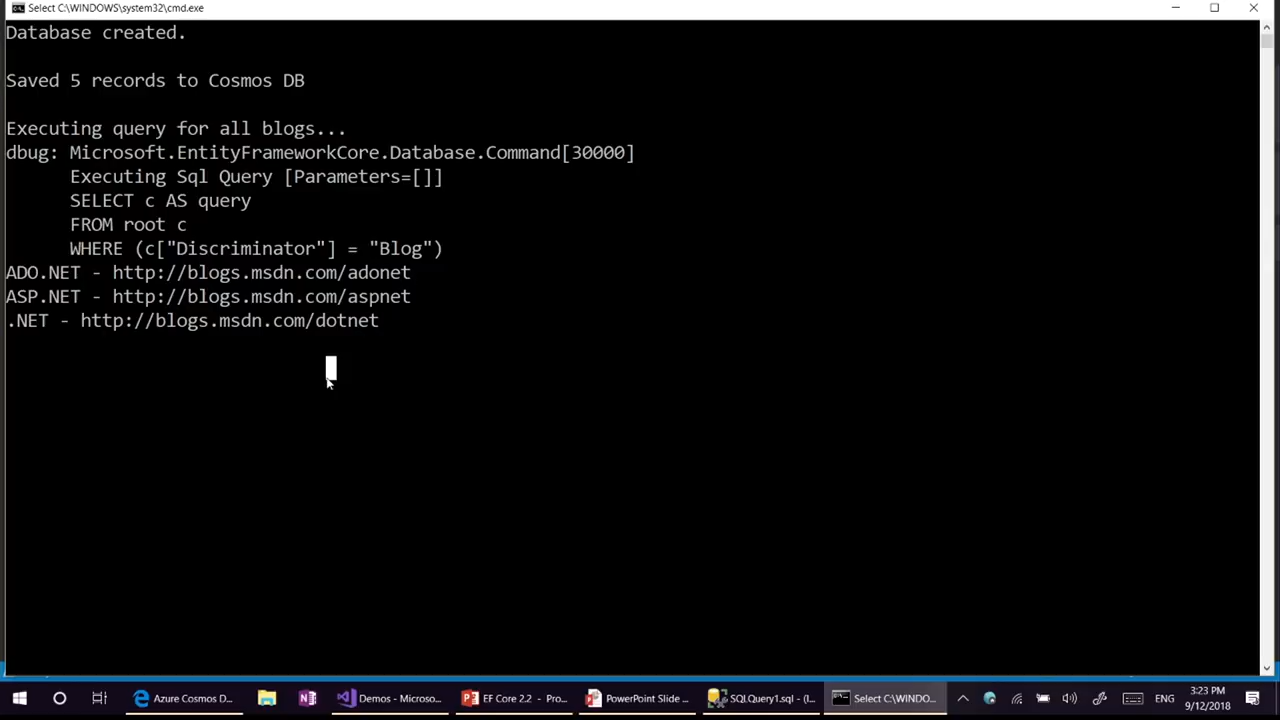 Select C:\WINDOWS\system32\cmd.exe
Database created.
Saved 5 records to Cosmos DB
Executing query for all blogs...
dbug: Microsoft.EntityFrameworkCore.Database.Command[30000]
Executing Sql Query [Parameters=[]]
SELECT c AS query
FROM root c
WHERE (c["Discriminator"] = "Blog")
ADO.NET - http://blogs.msdn.com/adonet
ASP.NET - http://blogs.msdn.com/aspnet
.NET - http://blogs.msdn.com/dotnet
Azure Cosmos D... Demos - Microso... EF Core 2.2 - Pro... PowerPoint Slide ... SQLQuery1.sql - (l... Select C:\WINDO... ENG 3:23 PM
9/12/2018